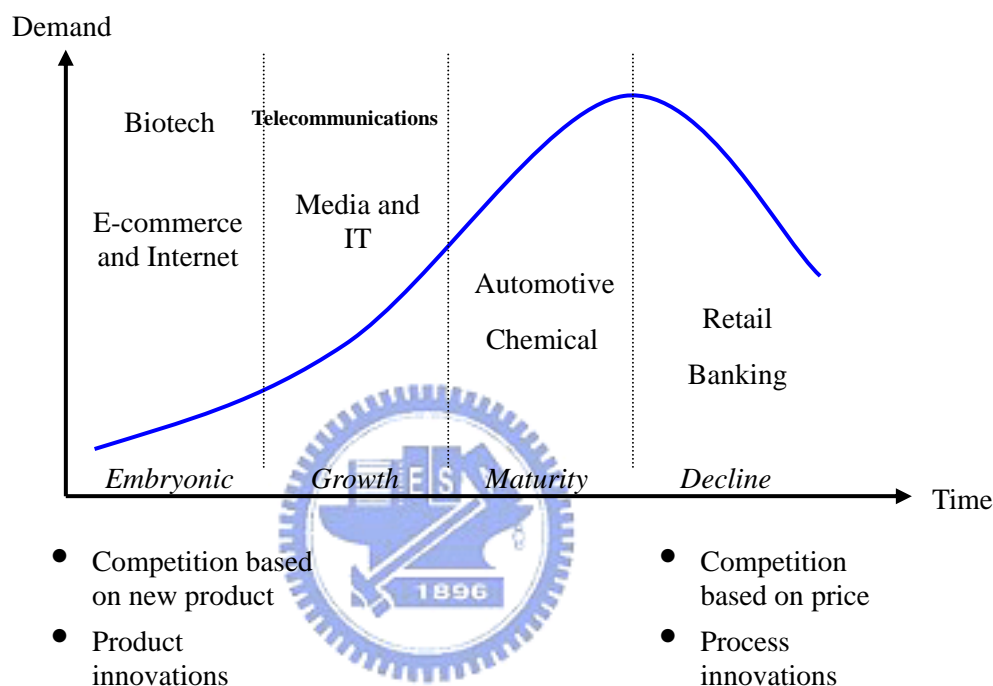 Demand
Biotech
Telecommunications
E-commerce
and Internet
Media and
IT
Automotive
Chemical
Retail
Banking
Embryonic
Growth
Maturity
Decline
Time
• Competition based
on new product
• Product
innovations
• Competition
based on price
• Process
innovations
E S
1896